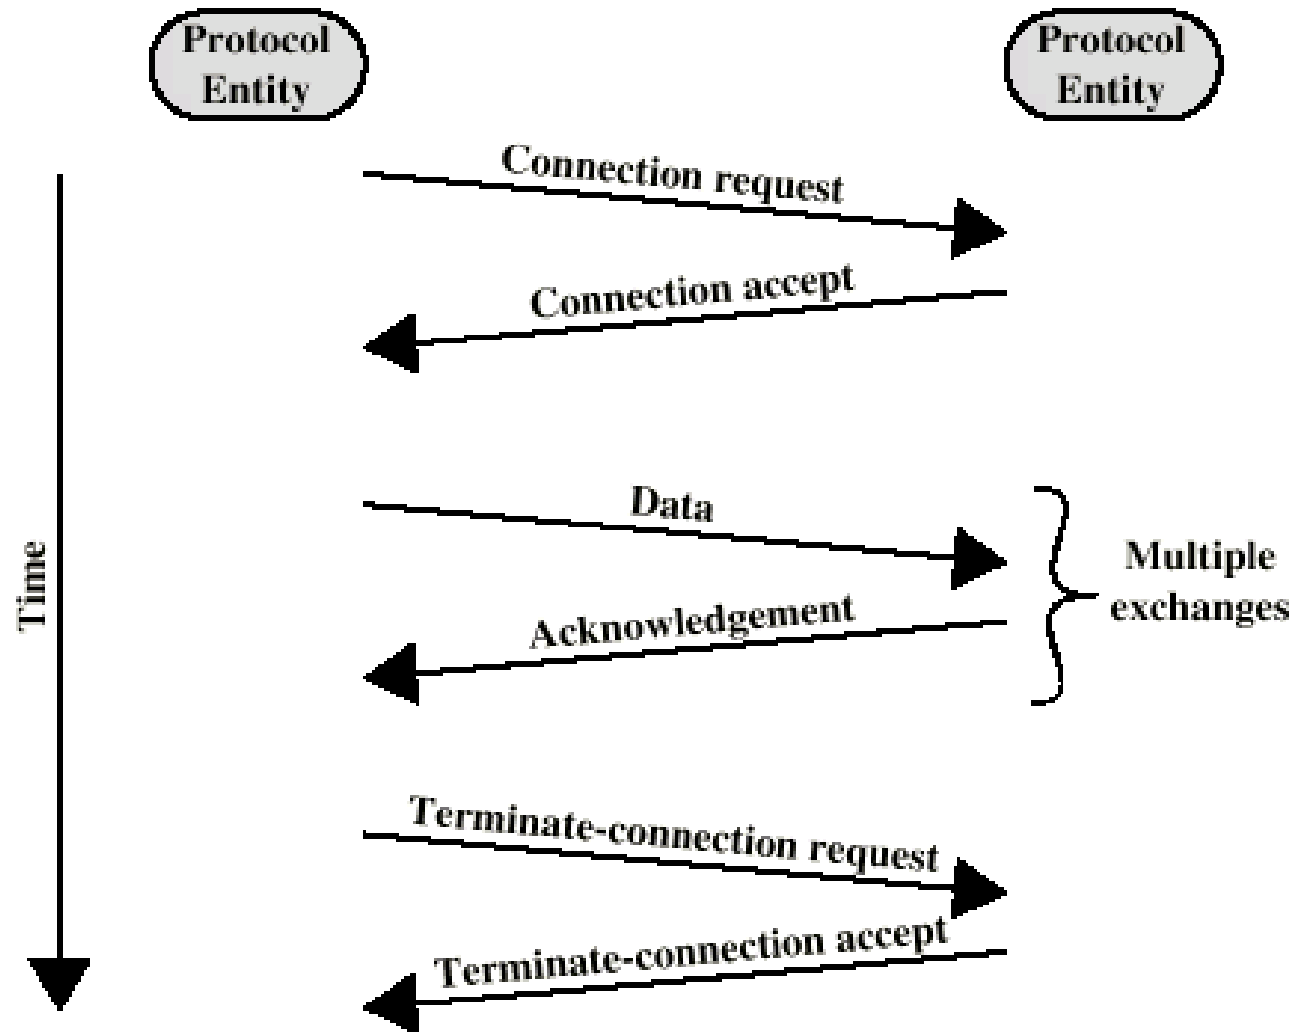 Protocol
Entity
Protocol
Entity
Connection request
Connection accept
Data
Acknowledgement
Multiple
exchanges
Time
Terminate-connection request
Terminate-connection accept